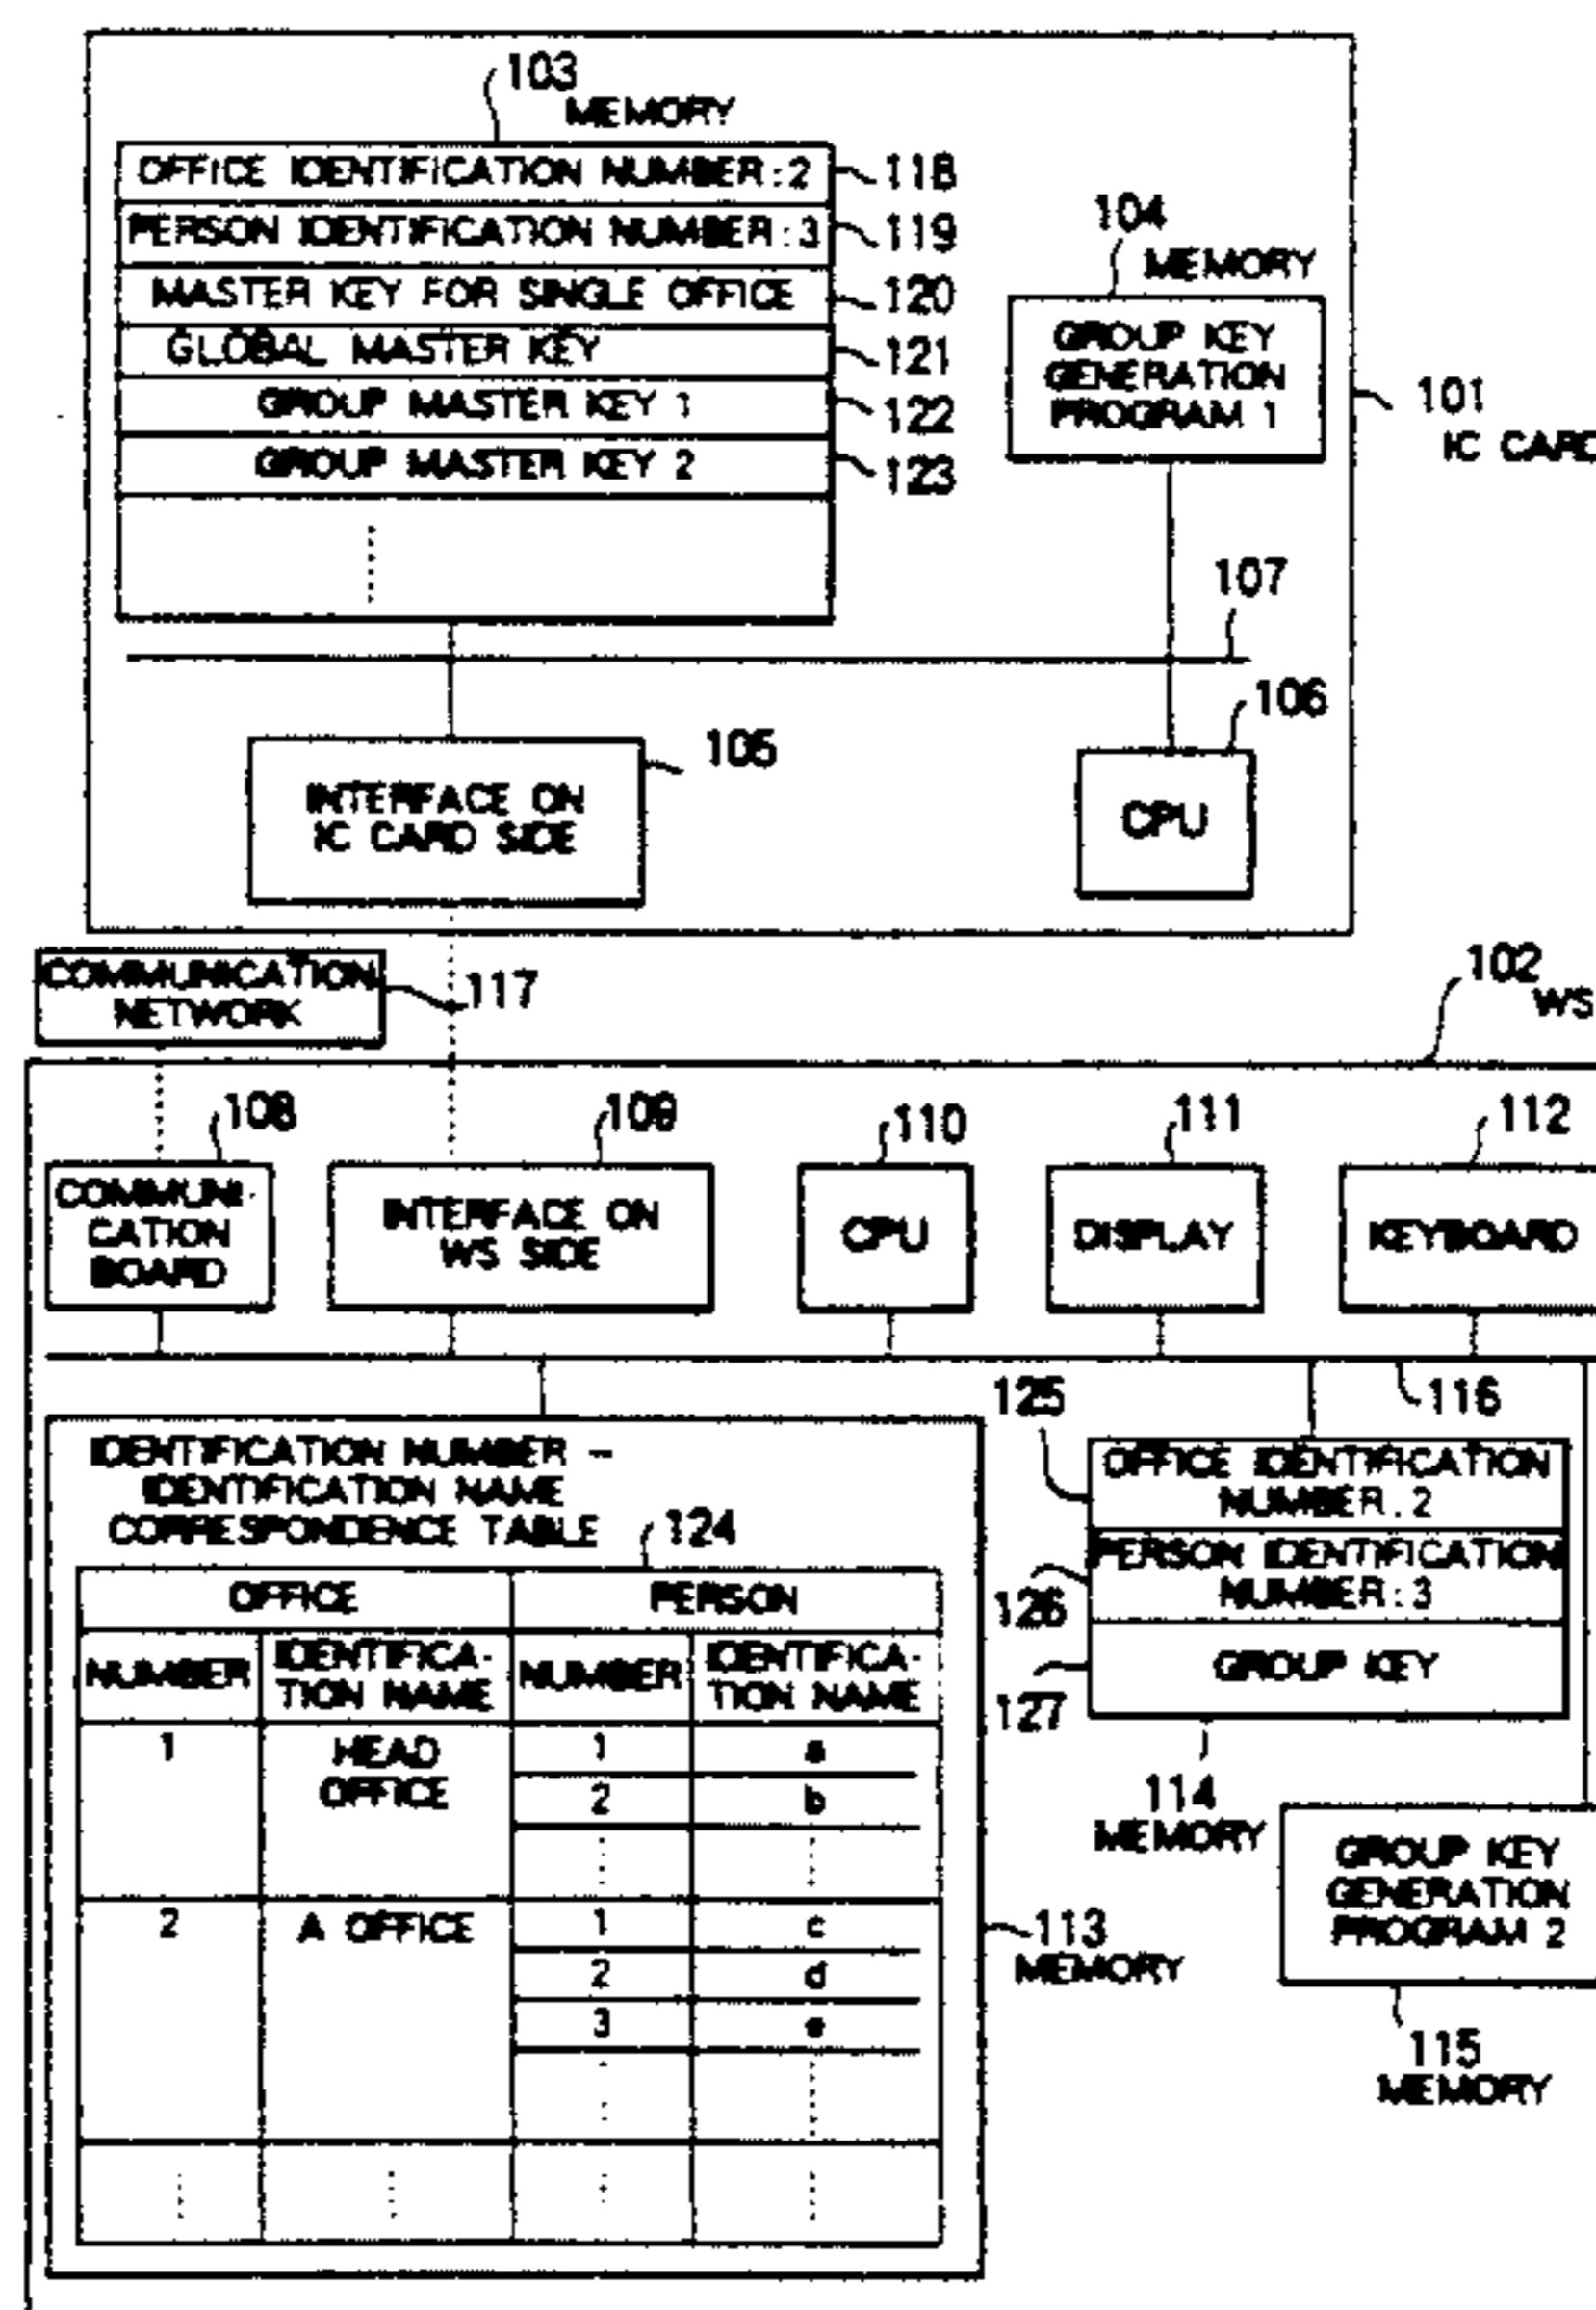 103
MEMORY
OFFICE IDENTIFICATION NUMBER:2
118
PERSON IDENTIFICATION NUMBER:3
119
MASTER KEY FOR SINGLE OFFICE
120
GLOBAL MASTER KEY
121
GROUP MASTER KEY 1
122
GROUP MASTER KEY 2
123
104
MEMORY
GROUP KEY
GENERATION
PROGRAM 1
101
IC CARD
107
105
INTERFACE ON
IC CARD SIDE
106
CPU
COMMUNICATION
NETWORK
117
102
WS
108
COMMUNI-
CATION
BOARD
109
INTERFACE ON
WS SIDE
110
CPU
111
DISPLAY
112
KEYBOARD
116
IDENTIFICATION NUMBER -
IDENTIFICATION NAME
CORRESPONDENCE TABLE
124
OFFICE PERSON
NUMBER IDENTIFICA- NUMBER IDENTIFICA-
TION NAME TION NAME
1 HEAD 1 a
OFFICE 2 b
2 A OFFICE 1 c
2 d
3 e
113
MEMORY
125
OFFICE IDENTIFICATION
NUMBER:2
126
PERSON IDENTIFICATION
NUMBER:3
127
GROUP KEY
114
MEMORY
GROUP KEY
GENERATION
PROGRAM 2
115
MEMORY